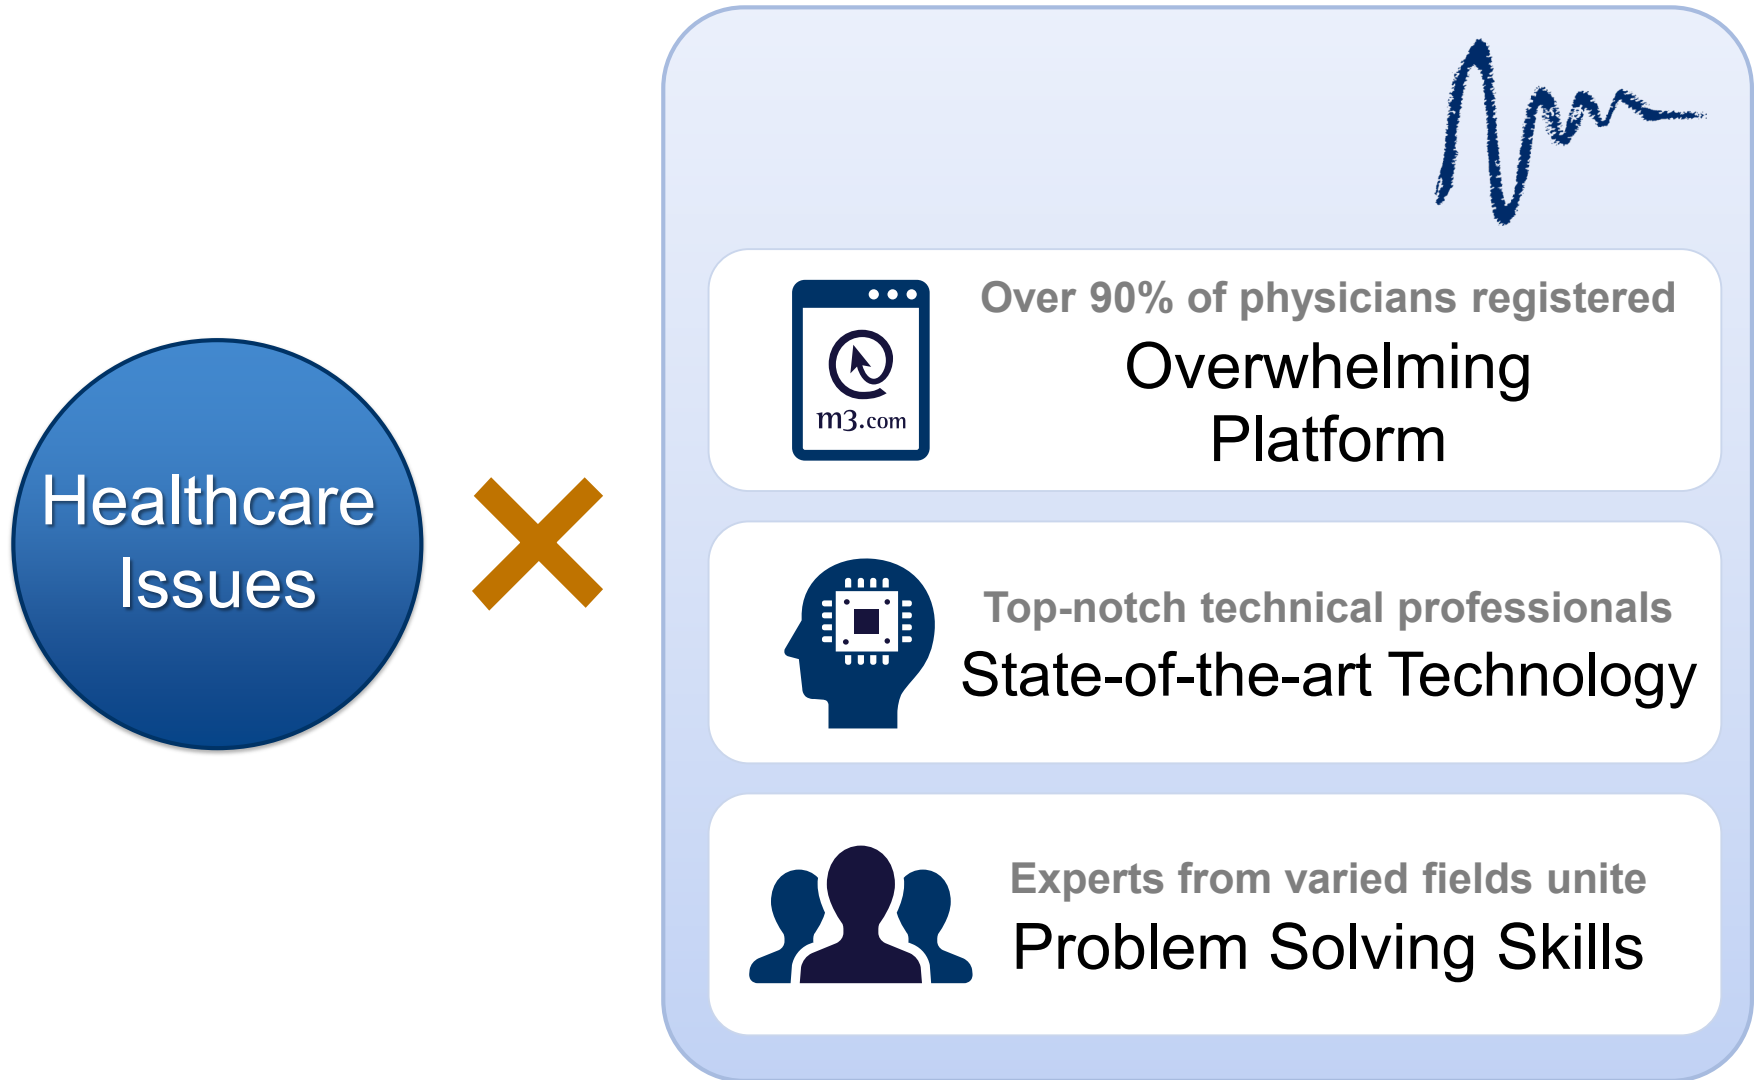 Healthcare
Issues
Over 90% of physicians registered
Overwhelming
Platform
m3.com
Top-notch technical professionals
State-of-the-art Technology
Experts from varied fields unite
Problem Solving Skills